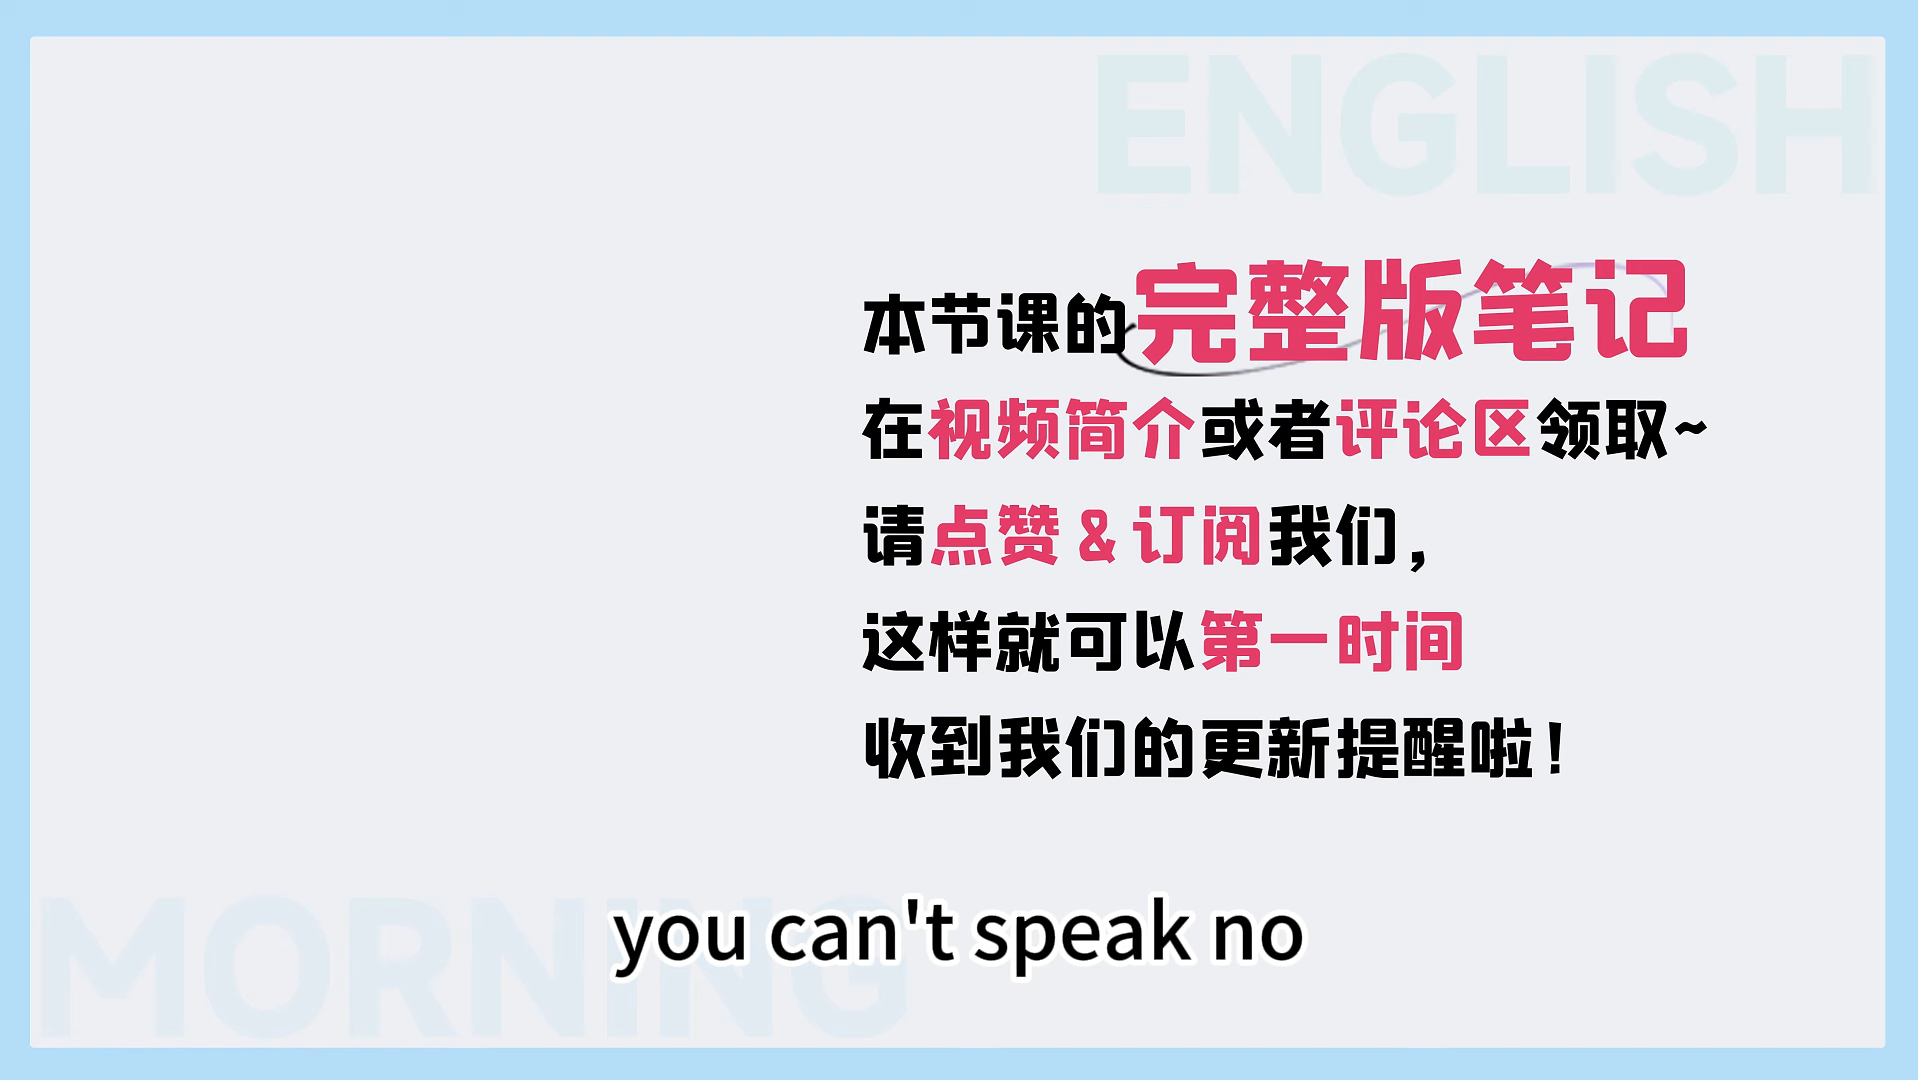 ENGLISH
本节课的完整版笔记
在视频简介或者评论区领取~
请点赞&订阅我们，
这样就可以第一时间
收到我们的更新提醒啦！
MORNING
you can't speak no